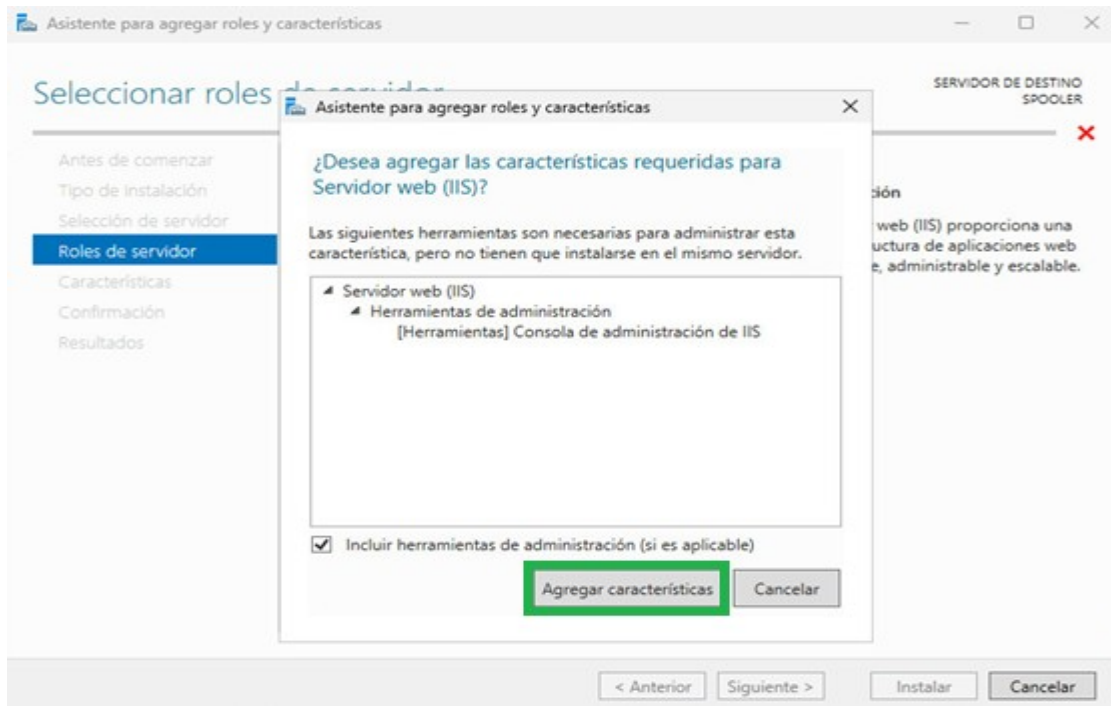 Asistente para agregar roles y características
Seleccionar roles de servidor
SERVIDOR DE DESTINO
SPOOLER
Antes de comenzar
Tipo de instalación
Selección de servidor
Roles de servidor
Características
Confirmación
Resultados
Asistente para agregar roles y características
¿Desea agregar las características requeridas para
Servidor web (IIS)?
Las siguientes herramientas son necesarias para administrar esta
característica, pero no tienen que instalarse en el mismo servidor.
Servidor web (IIS)
Herramientas de administración
[Herramientas] Consola de administración de IIS
Incluir herramientas de administración (si es aplicable)
Agregar características
Cancelar
ción
web (IIS) proporciona una
uctura de aplicaciones web
e, administrable y escalable.
< Anterior
Siguiente >
Instalar
Cancelar